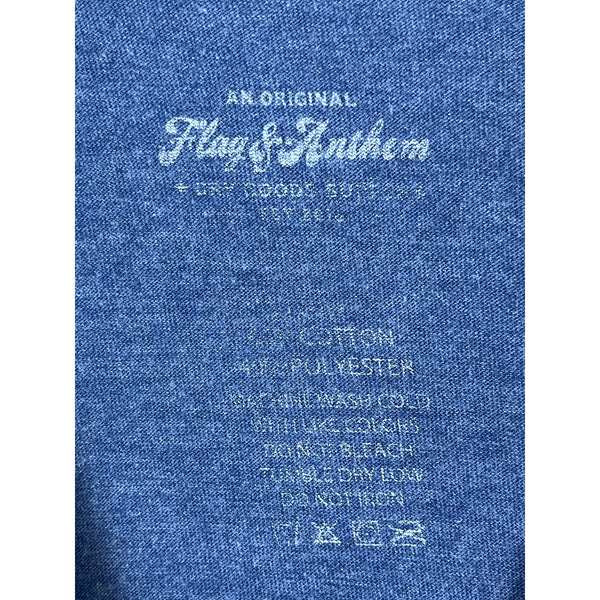 AN ORIGINAL
Flag & Anthem
DRY GOODS
EST
COTTON
POLYESTER
MACHINE WASH COLD
WITH LIKE COLORS
DO NOT BLEACH
TUMBLE DRY LOW
DO NOT IRON